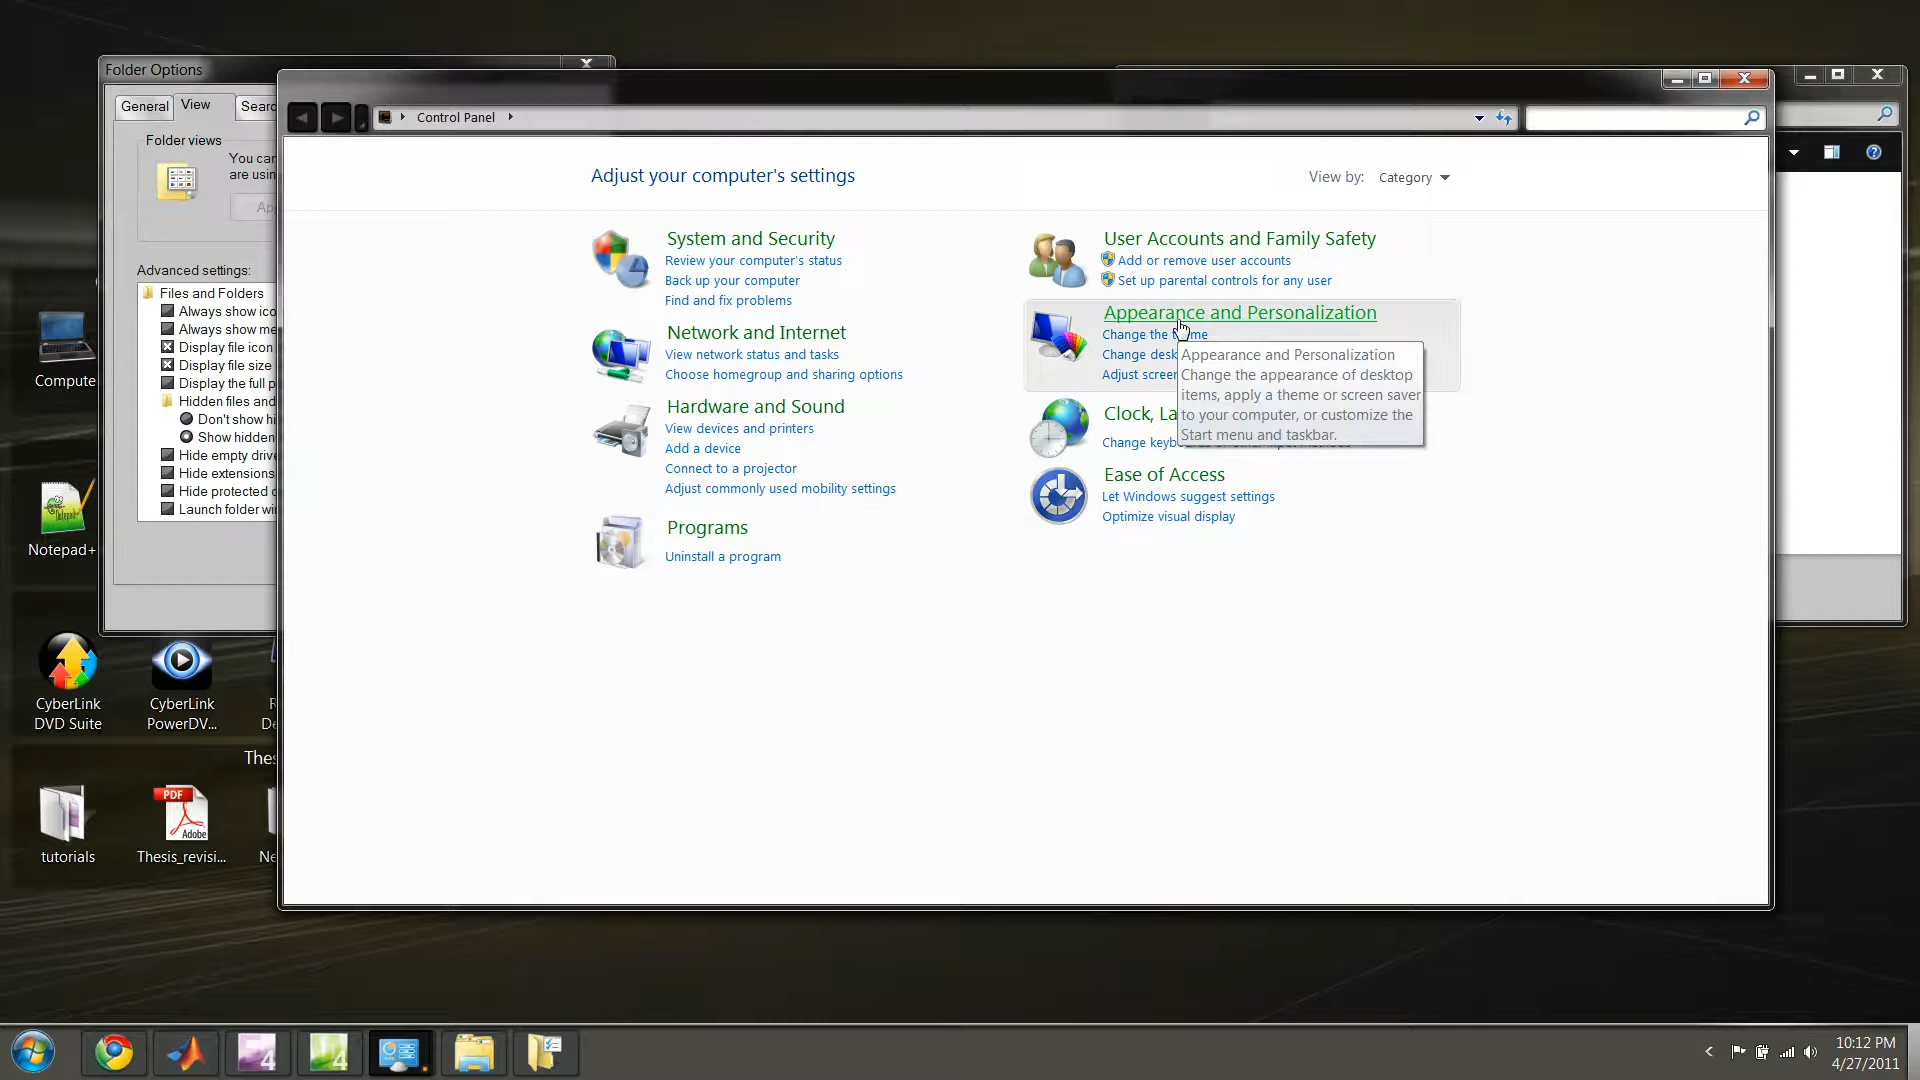 Folder Options
General
View
Searc
Folder views
You can
are usin
Ap
Advanced settings:
Files and Folders
Always show ico
Always show me
Display file icon
Display file size
Display the full p
Hidden files and
Don't show hi
Show hidden
Hide empty drive
Hide extensions
Hide protected o
Launch folder wi
Control Panel
Adjust your computer's settings
View by: Category
System and Security
Review your computer's status
Back up your computer
Find and fix problems
Network and Internet
View network status and tasks
Choose homegroup and sharing options
Hardware and Sound
View devices and printers
Add a device
Connect to a projector
Adjust commonly used mobility settings
Programs
Uninstall a program
User Accounts and Family Safety
Add or remove user accounts
Set up parental controls for any user
Appearance and Personalization
Change the theme
Change desk
Adjust screen
Appearance and Personalization
Change the appearance of desktop
items, apply a theme or screen saver
to your computer, or customize the
Start menu and taskbar.
Clock, La
Change keyb
Ease of Access
Let Windows suggest settings
Optimize visual display
Compute
Notepad+
CyberLink
DVD Suite
CyberLink
PowerDV...
R
De
Thes
PDF
Adobe
tutorials
Thesis_revisi...
Ne
4
4
10:12 PM
4/27/2011